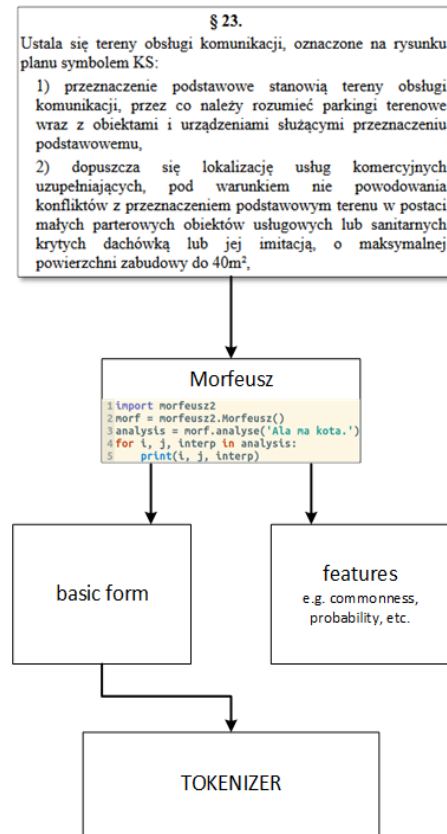 § 23.
Ustala się tereny obsługi komunikacji, oznaczone na rysunku
planu symbolem KS:
1) przeznaczenie podstawowe stanowią tereny obsługi
komunikacji, przez co należy rozumieć parkingi terenowe
wraz z obiektami i urządzeniami służącymi przeznaczeniu
podstawowemu,
2) dopuszcza się lokalizację usług komercyjnych
uzupełniających, pod warunkiem nie powodowania
konfliktów z przeznaczeniem podstawowym terenu w postaci
małych parterowych obiektów usługowych lub sanitarnych
krytych dachówką lub jej imitacją, o maksymalnej
powierzchni zabudowy do 40m²,
Morfeusz
1 import morfeusz2
2 morf = morfeusz2.Morfeusz()
3 analysis = morf.analyse('Ala ma kota.')
4 for i, j, interp in analysis:
5     print(i, j, interp)
basic form
features
e.g. commonness,
probability, etc.
TOKENIZER